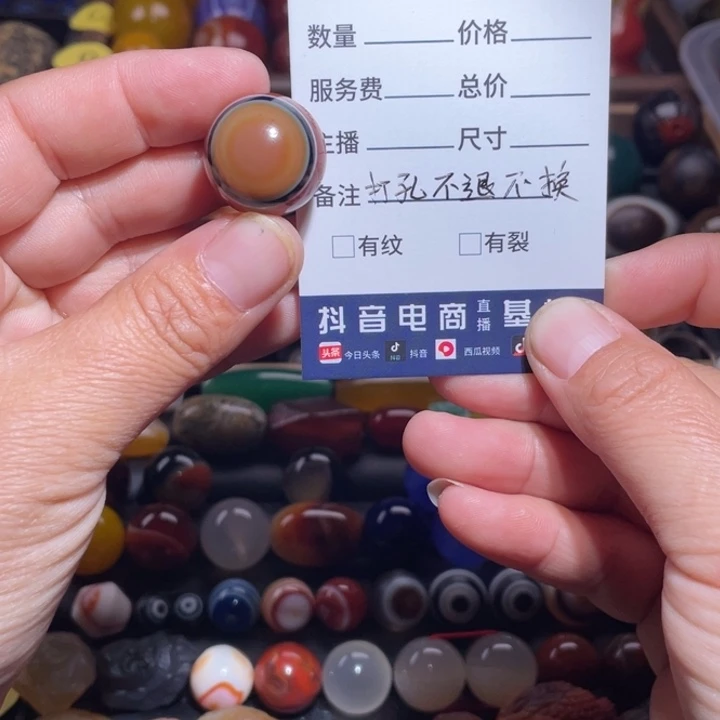 数量 价格
服务费 总价
主播 尺寸
备注 打孔不退不换
□有纹 □有裂
抖音电商 直播 基
头条 今日头条 抖音 西瓜视频